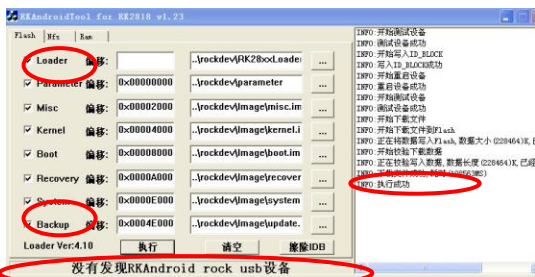 RKAndroidTool for RK2818 v1.23
Flash Nfs Ram
Loader 偏移: ..\rockdev\RK28xxLoader ...
Parameter 偏移: 0x00000000 ..\rockdev\parameter ...
Misc 偏移: 0x00002000 ..\rockdev\Image\misc.im ...
Kernel 偏移: 0x00004000 ..\rockdev\Image\kernel.i ...
Boot 偏移: 0x00008000 ..\rockdev\Image\boot.im ...
Recovery 偏移: 0x0000A000 ..\rockdev\Image\recover ...
System 偏移: 0x0000E000 ..\rockdev\Image\system ...
Backup 偏移: 0x0004E000 ..\rockdev\Image\update. ...
Loader Ver:4.10 执行 清空 擦除IDB
没有发现RKAndroid rock usb设备
INFO:开始测试设备
INFO:测试设备成功
INFO:开始写入ID_BLOCK
INFO:写入ID_BLOCK成功
INFO:开始重启设备
INFO:重启设备成功
INFO:开始测试设备
INFO:测试设备成功
INFO:开始下载文件
INFO:开始下载文件到Flash
INFO:正在将数据写入Flash,数据大小(228464)K,已
INFO:开始校验下载数据
INFO:正在校验写入数据,数据长度(228464)K,已经
INFO:下载文件成功
INFO:执行成功